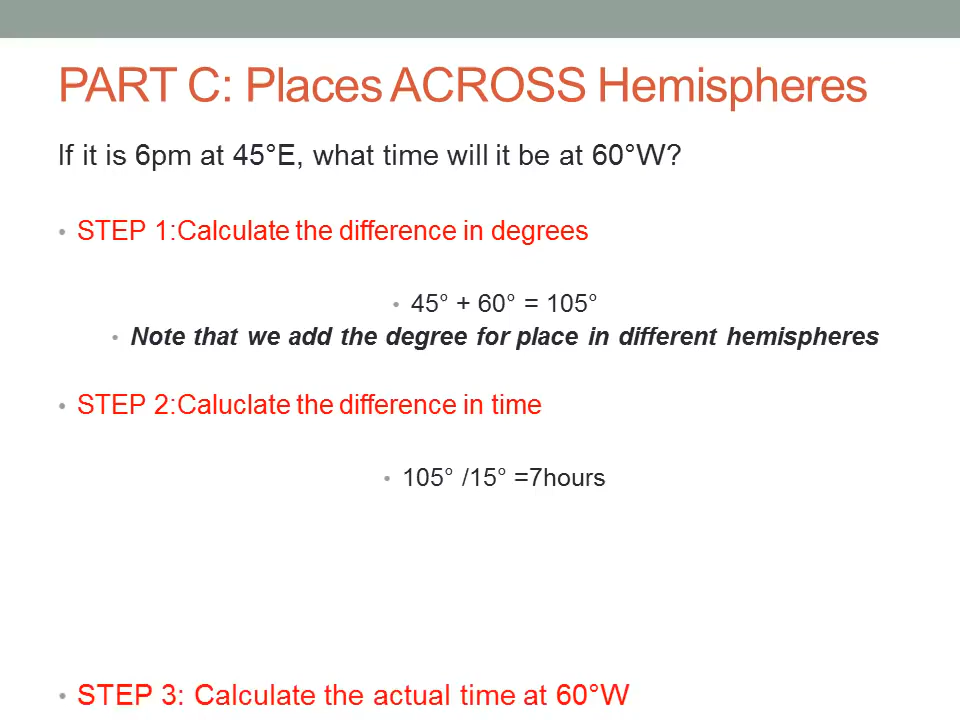 PART C: Places ACROSS Hemispheres
If it is 6pm at 45°E, what time will it be at 60°W?
• STEP 1:Calculate the difference in degrees
• 45° + 60° = 105°
• Note that we add the degree for place in different hemispheres
• STEP 2:Caluclate the difference in time
• 105° /15° =7hours
• STEP 3: Calculate the actual time at 60°W